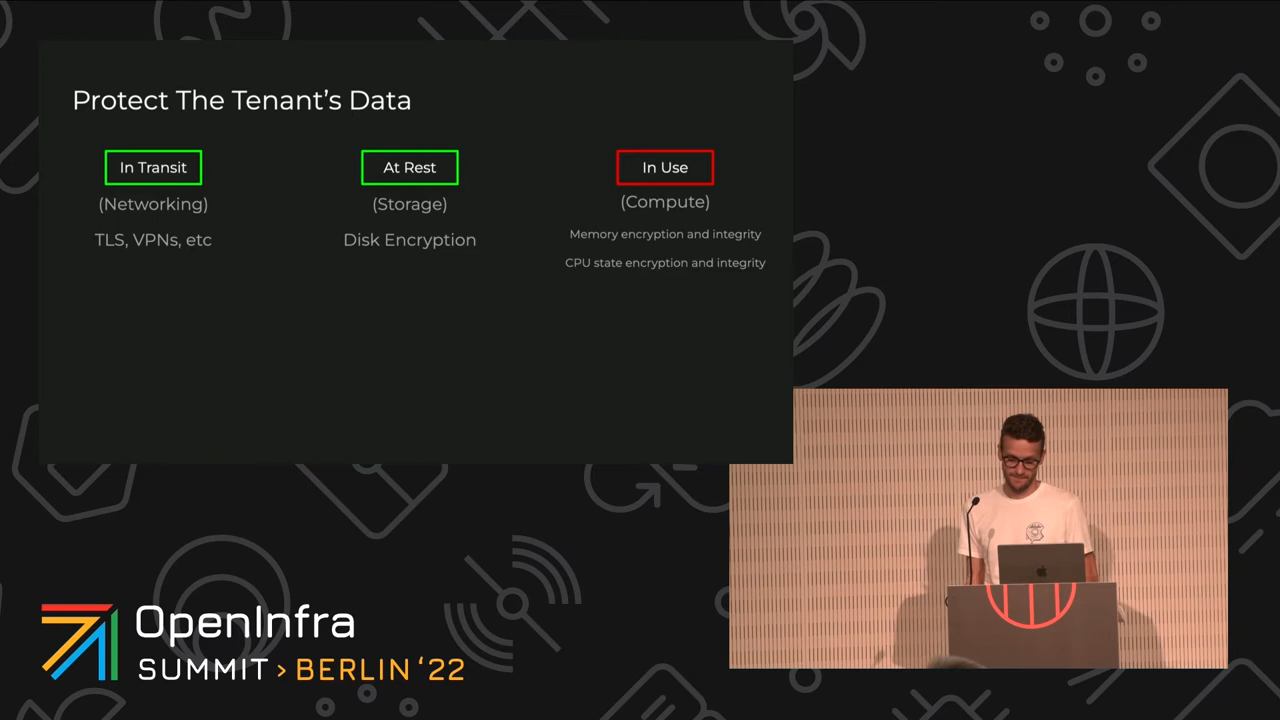 Protect The Tenant's Data
In Transit
(Networking)
TLS, VPNs, etc
At Rest
(Storage)
Disk Encryption
In Use
(Compute)
Memory encryption and integrity
CPU state encryption and integrity
OpenInfra
SUMMIT > BERLIN ‘22